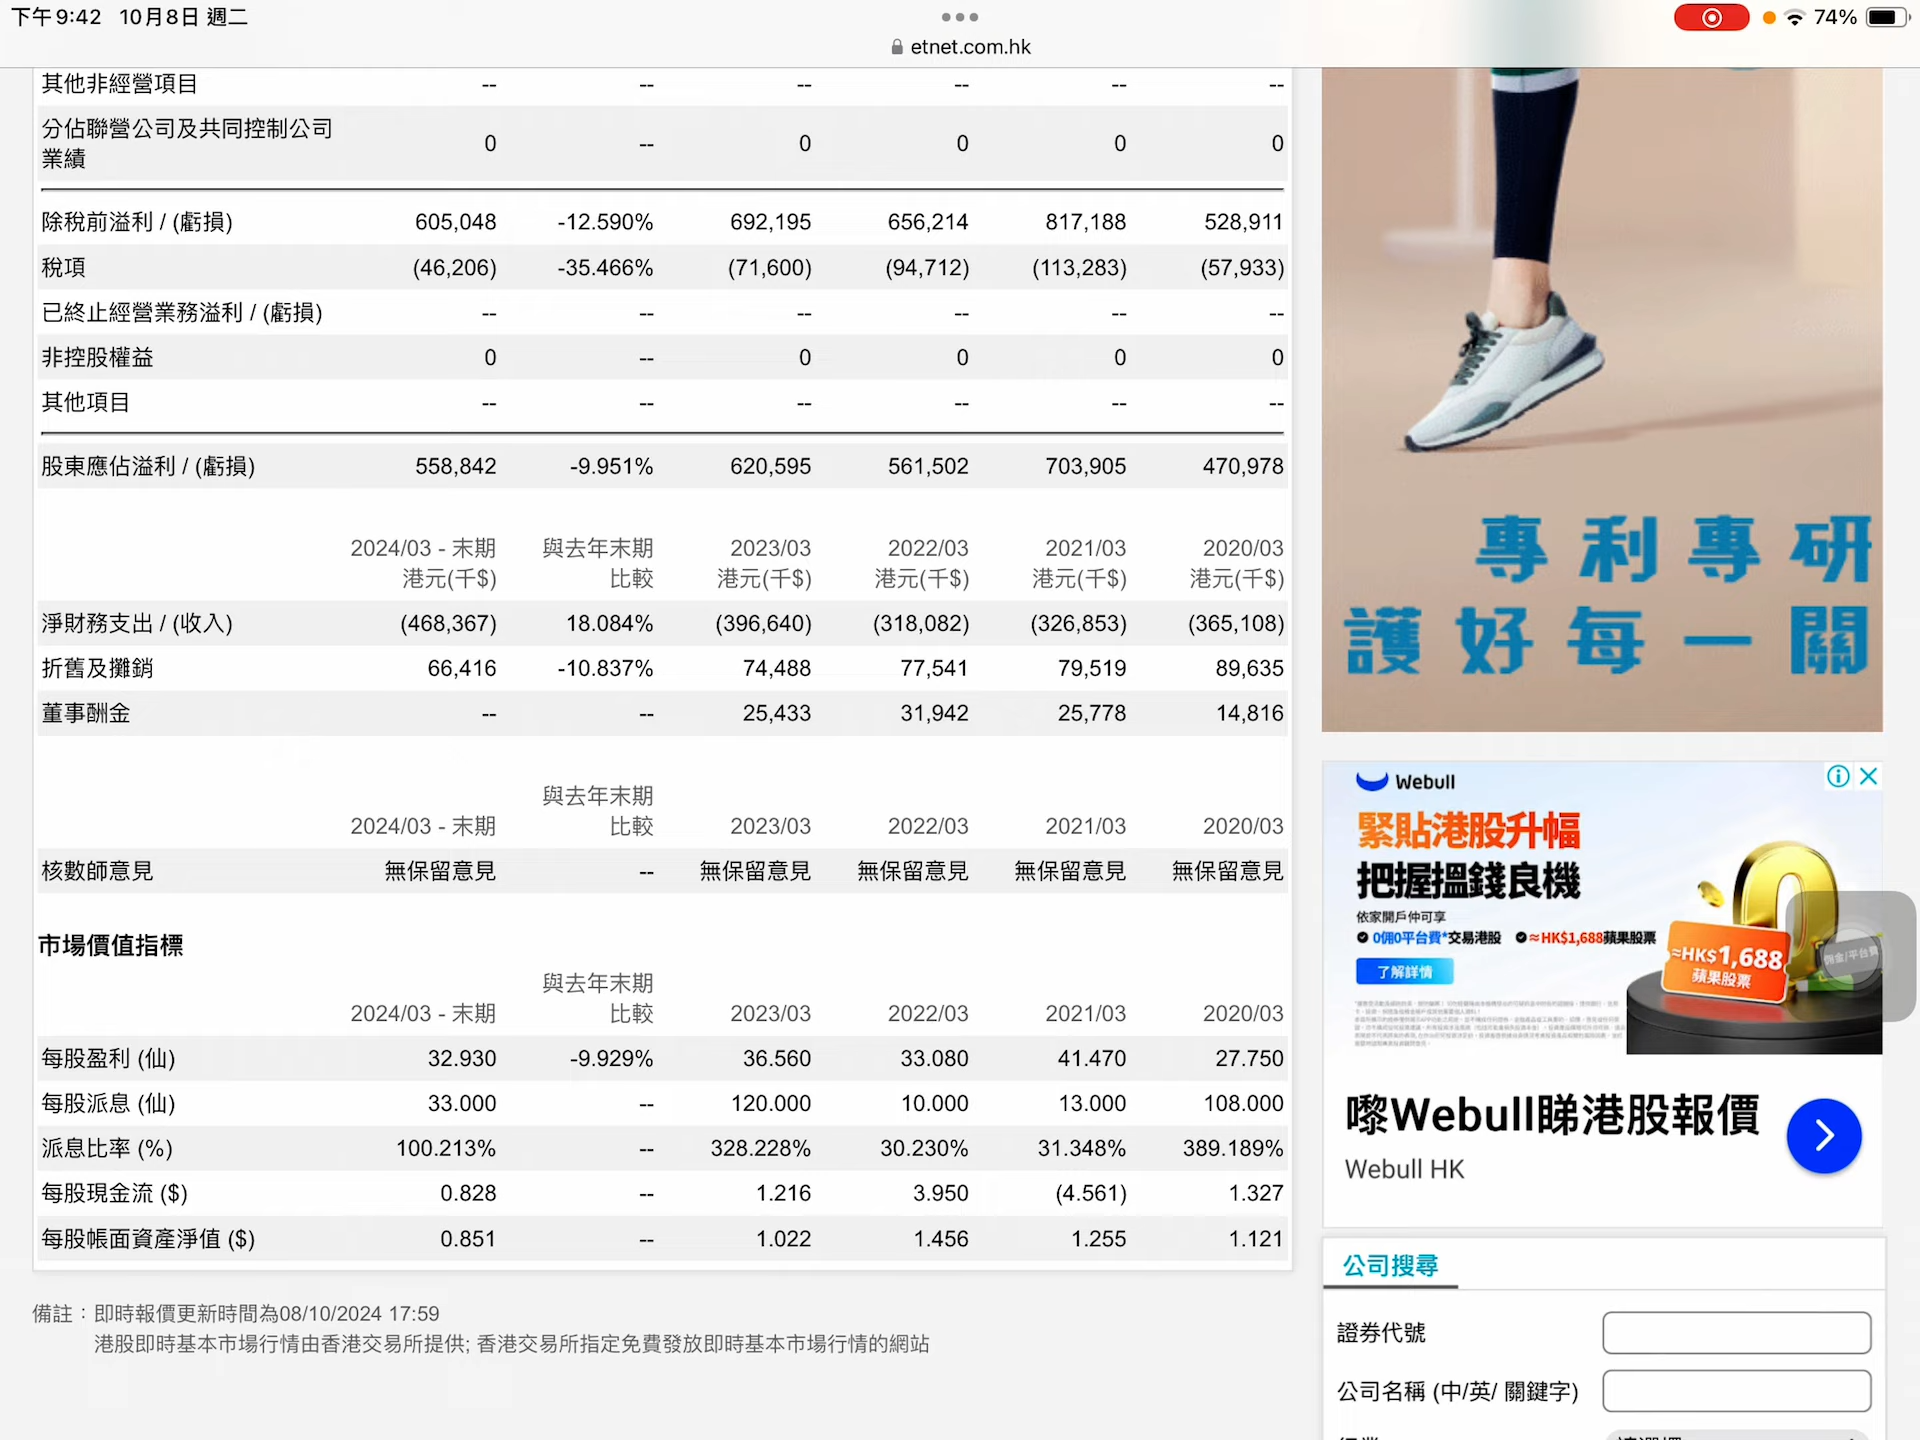 下午9:42 10月8日 週二
74%
etnet.com.hk
其他非經營項目 -- -- -- -- -- --
分佔聯營公司及共同控制公司
業績 0 -- 0 0 0 0
除稅前溢利 / (虧損) 605,048 -12.590% 692,195 656,214 817,188 528,911
稅項 (46,206) -35.466% (71,600) (94,712) (113,283) (57,933)
已終止經營業務溢利 / (虧損) -- -- -- -- -- --
非控股權益 0 -- 0 0 0 0
其他項目 -- -- -- -- -- --
股東應佔溢利 / (虧損) 558,842 -9.951% 620,595 561,502 703,905 470,978
2024/03 - 末期 與去年末期 2023/03 2022/03 2021/03 2020/03
港元(千$) 比較 港元(千$) 港元(千$) 港元(千$) 港元(千$)
淨財務支出 / (收入) (468,367) 18.084% (396,640) (318,082) (326,853) (365,108)
折舊及攤銷 66,416 -10.837% 74,488 77,541 79,519 89,635
董事酬金 -- -- 25,433 31,942 25,778 14,816
與去年末期
2024/03 - 末期 比較 2023/03 2022/03 2021/03 2020/03
核數師意見 無保留意見 -- 無保留意見 無保留意見 無保留意見 無保留意見
市場價值指標
與去年末期
2024/03 - 末期 比較 2023/03 2022/03 2021/03 2020/03
每股盈利 (仙) 32.930 -9.929% 36.560 33.080 41.470 27.750
每股派息 (仙) 33.000 -- 120.000 10.000 13.000 108.000
派息比率 (%) 100.213% -- 328.228% 30.230% 31.348% 389.189%
每股現金流 ($) 0.828 -- 1.216 3.950 (4.561) 1.327
每股帳面資產淨值 ($) 0.851 -- 1.022 1.456 1.255 1.121
備註：即時報價更新時間為08/10/2024 17:59
港股即時基本市場行情由香港交易所提供; 香港交易所指定免費發放即時基本市場行情的網站
專利專研
護好每一關
Webull
緊貼港股升幅
把握搵錢良機
依家開戶仲可享
0佣0平台費*交易港股 ≈HK$1,688蘋果股票
了解詳情
≈HK$1,688
蘋果股票
佣金/平台費
嚟Webull睇港股報價
Webull HK
公司搜尋
證券代號
公司名稱 (中/英/ 關鍵字)